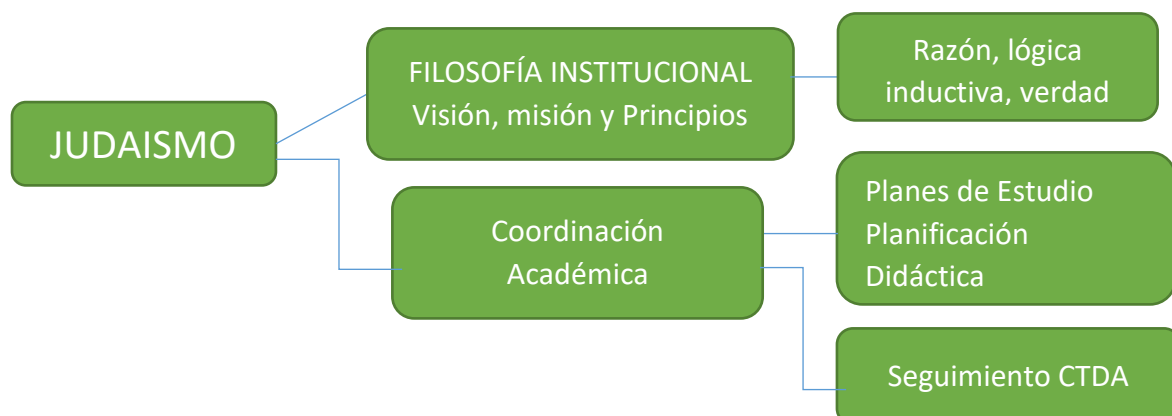 JUDAISMO
FILOSOFÍA INSTITUCIONAL
Visión, misión y Principios
Razón, lógica
inductiva, verdad
Coordinación
Académica
Planes de Estudio
Planificación
Didáctica
Seguimiento CTDA